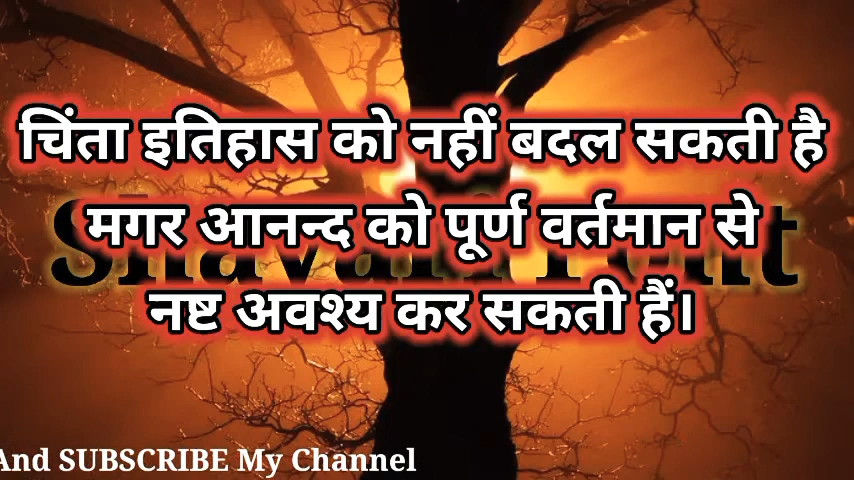 चिंता इतिहास को नहीं बदल सकती है
मगर आनन्द को पूर्ण वर्तमान से
नष्ट अवश्य कर सकती हैं।
And SUBSCRIBE My Channel